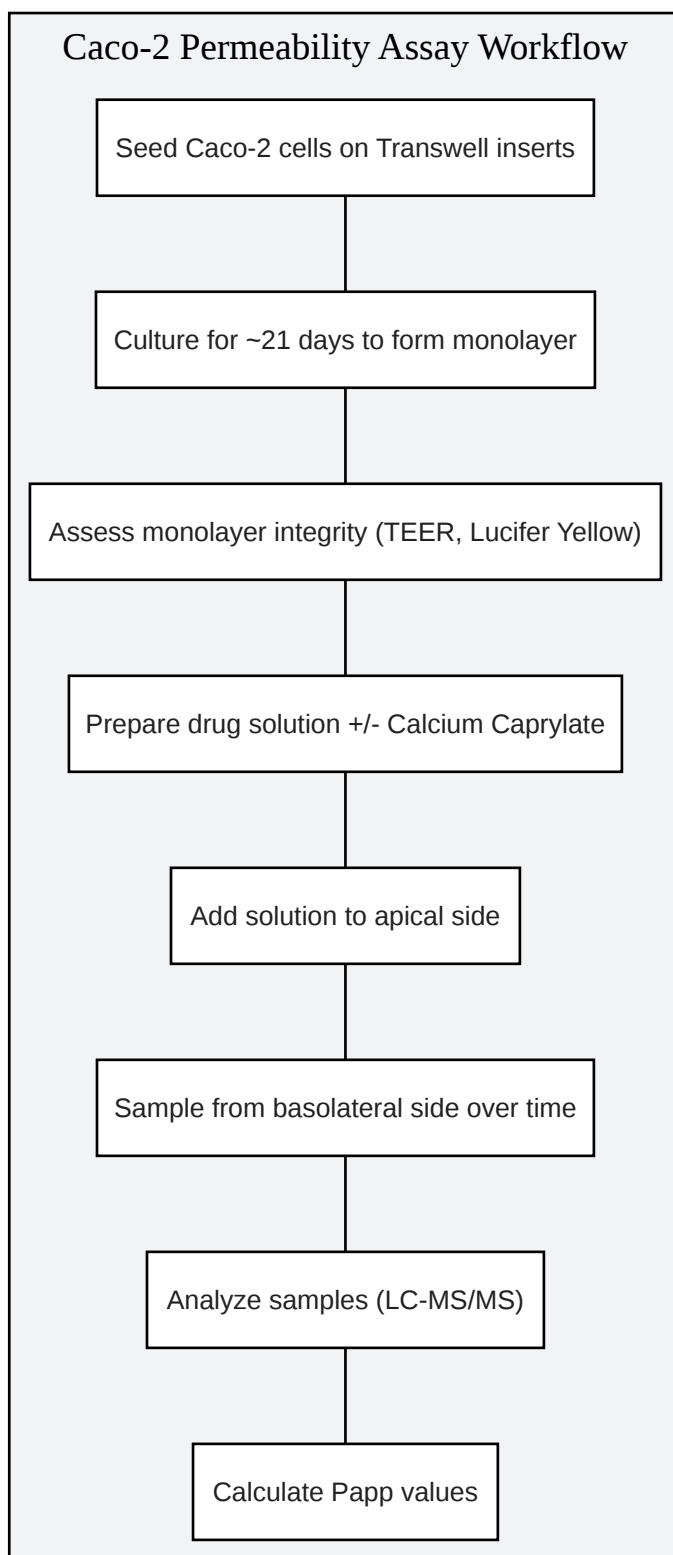 Caco-2 Permeability Assay Workflow
Seed Caco-2 cells on Transwell inserts
Culture for ~21 days to form monolayer
Assess monolayer integrity (TEER, Lucifer Yellow)
Prepare drug solution +/- Calcium Caprylate
Add solution to apical side
Sample from basolateral side over time
Analyze samples (LC-MS/MS)
Calculate Papp values